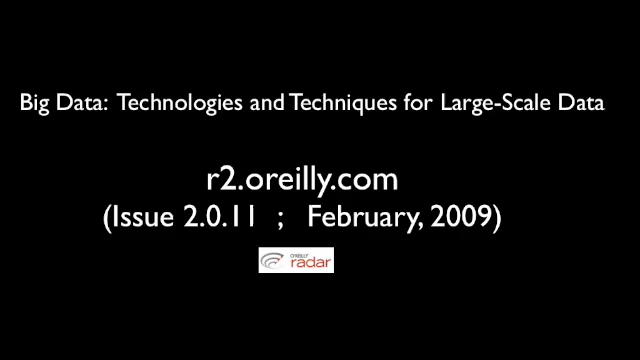 Big Data: Technologies and Techniques for Large-Scale Data
r2.oreilly.com
(Issue 2.0.11 ; February, 2009)
O'REILLY
radar